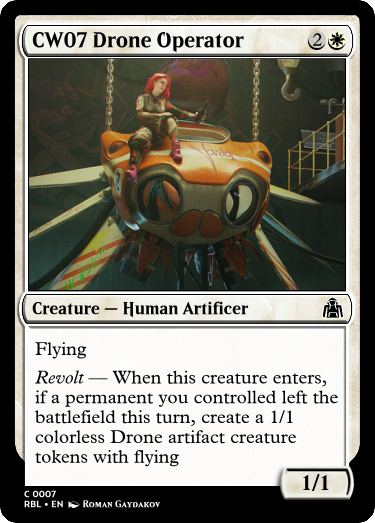 CW07 Drone Operator 2
Creature — Human Artificer
Flying
Revolt — When this creature enters,
if a permanent you controlled left the
battlefield this turn, create a 1/1
colorless Drone artifact creature
tokens with flying
1/1
C 0007
RBL • EN Roman Gaydakov